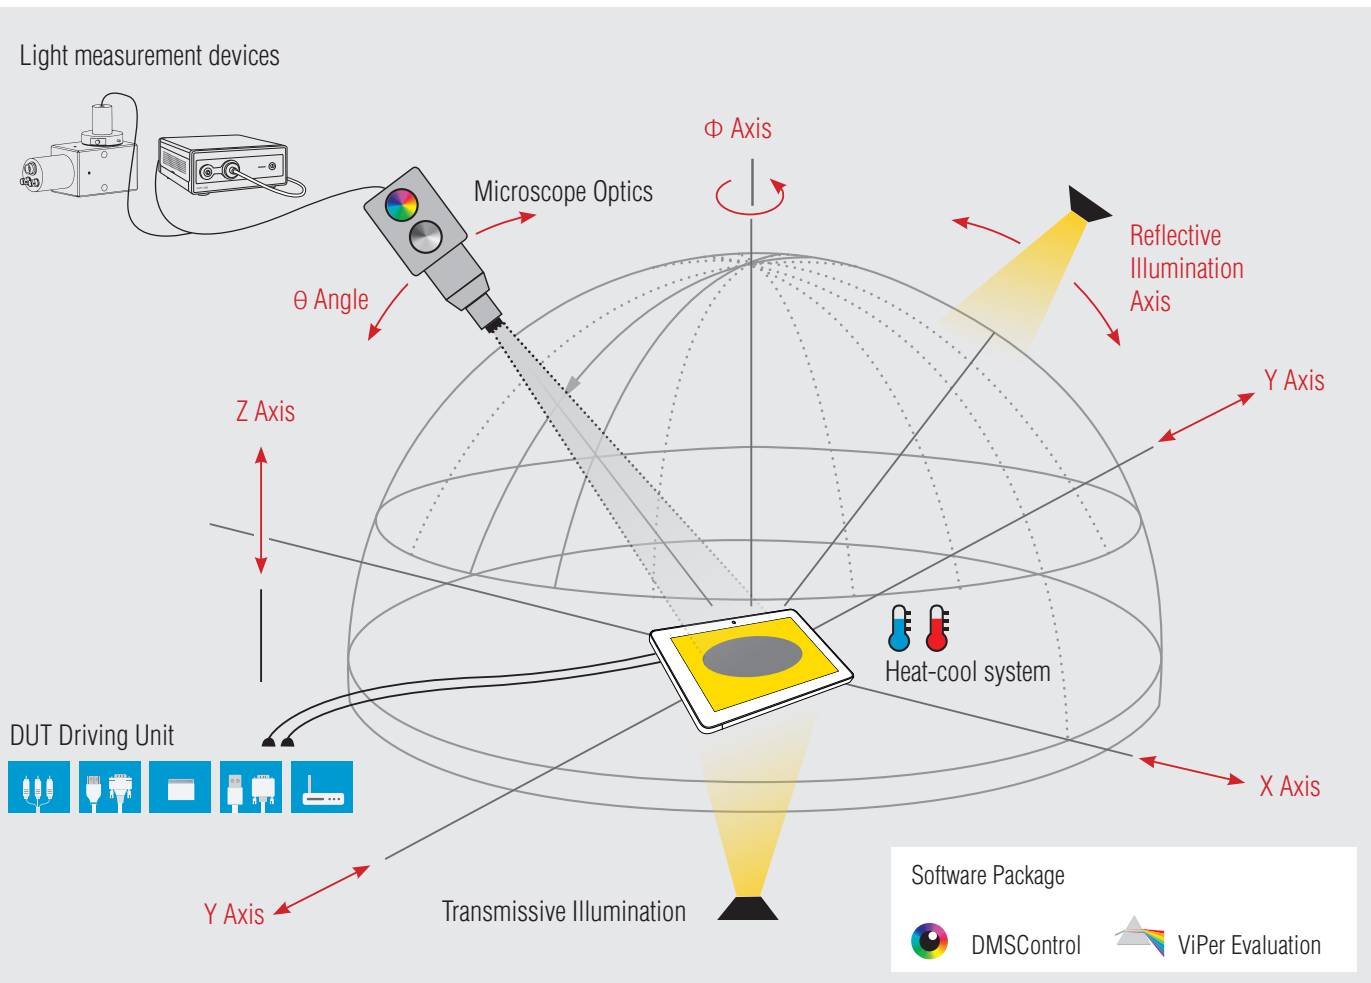 Light measurement devices
Φ Axis
Microscope Optics
Reflective
Illumination
Axis
Θ Angle
Y Axis
Z Axis
Heat-cool system
DUT Driving Unit
X Axis
Y Axis
Transmissive Illumination
Software Package
DMSControl
ViPer Evaluation